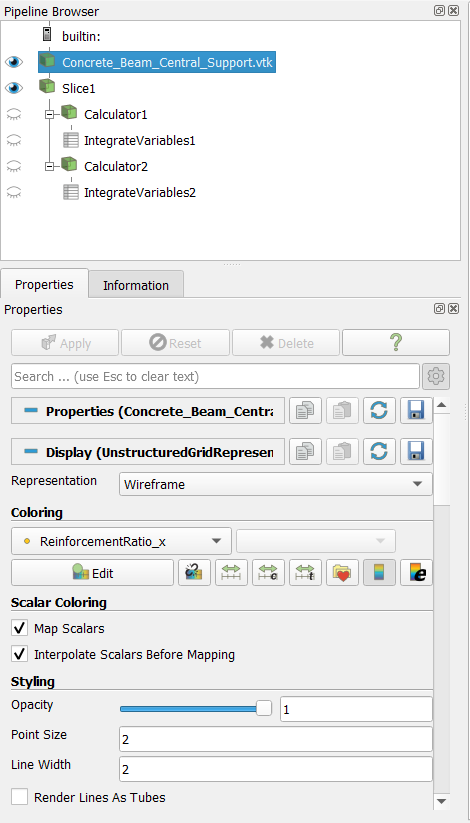 Pipeline Browser
builtin:
Concrete_Beam_Central_Support.vtk
Slice1
Calculator1
IntegrateVariables1
Calculator2
IntegrateVariables2
Properties Information
Properties
Apply Reset Delete ?
Search ... (use Esc to clear text)
Properties (Concrete_Beam_Centra
Display (UnstructuredGridRepresen
Representation Wireframe
Coloring
ReinforcementRatio_x
Edit
Scalar Coloring
Map Scalars
Interpolate Scalars Before Mapping
Styling
Opacity 1
Point Size 2
Line Width 2
Render Lines As Tubes